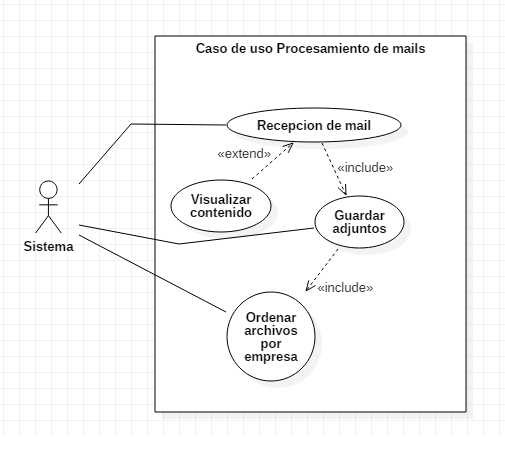 Caso de uso Procesamiento de mails
Recepcion de mail
«extend»
«include»
Visualizar
contenido
Guardar
adjuntos
Sistema
«include»
Ordenar
archivos
por
empresa